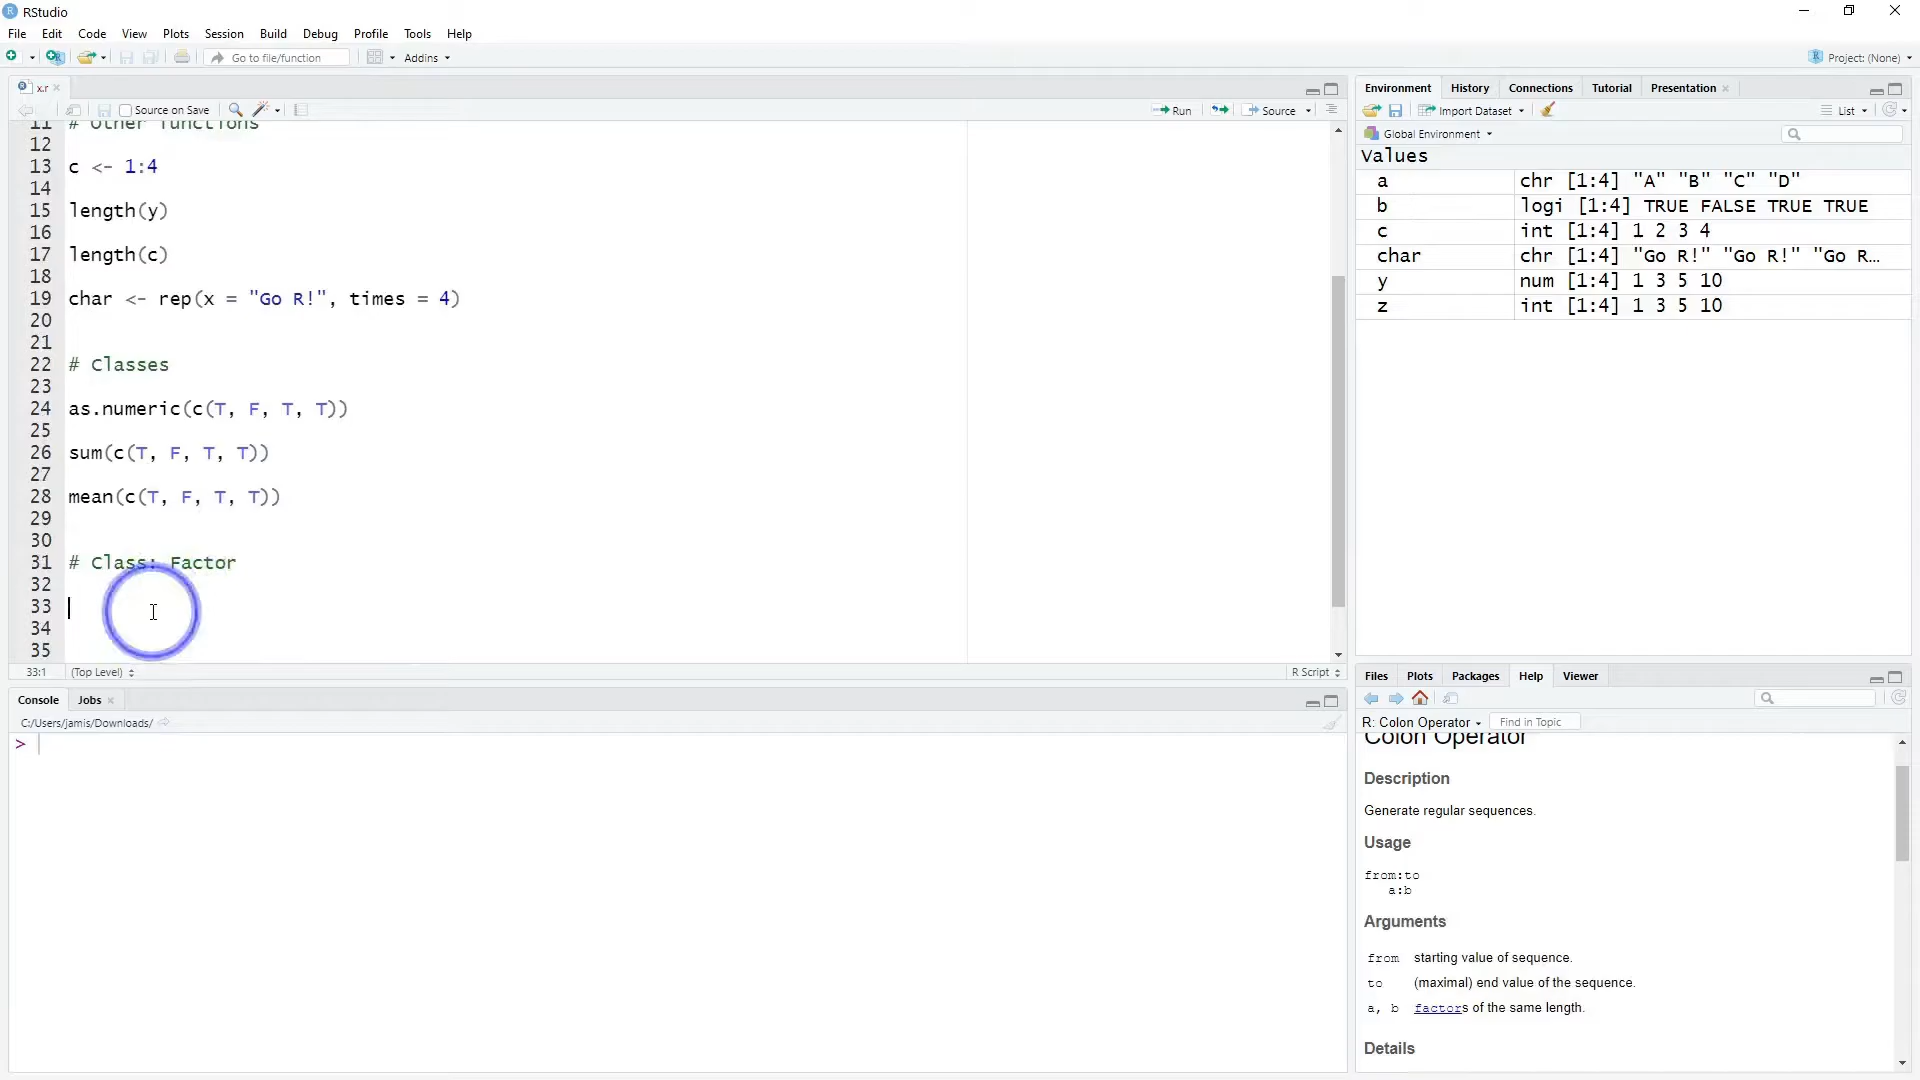 RStudio
File Edit Code View Plots Session Build Debug Profile Tools Help
Go to file/function Addins Project: (None)
x.r
Source on Save Run Source
11 # Other functions
12
13 c <- 1:4
14
15 length(y)
16
17 length(c)
18
19 char <- rep(x = "Go R!", times = 4)
20
21
22 # Classes
23
24 as.numeric(c(T, F, T, T))
25
26 sum(c(T, F, T, T))
27
28 mean(c(T, F, T, T))
29
30
31 # Class: Factor
32
33
34
35
33:1 (Top Level) R Script
Console Jobs
C:/Users/jamis/Downloads/
>
Environment History Connections Tutorial Presentation
Import Dataset List
Global Environment
Values
a chr [1:4] "A" "B" "C" "D"
b logi [1:4] TRUE FALSE TRUE TRUE
c int [1:4] 1 2 3 4
char chr [1:4] "Go R!" "Go R!" "Go R…
y num [1:4] 1 3 5 10
z int [1:4] 1 3 5 10
Files Plots Packages Help Viewer
R: Colon Operator Find in Topic
Colon Operator
Description
Generate regular sequences.
Usage
from:to
a:b
Arguments
from starting value of sequence.
to (maximal) end value of the sequence.
a, b factors of the same length.
Details